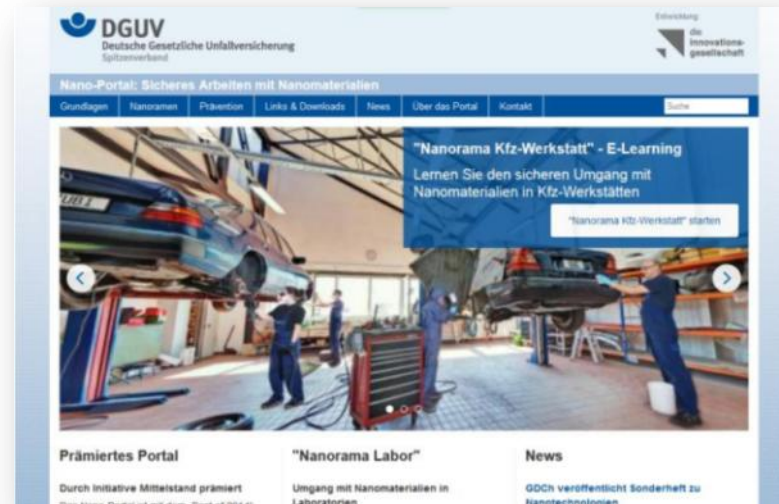 DGUV
Deutsche Gesetzliche Unfallversicherung
Spitzenverband
Entwicklung:
die
innovations-
gesellschaft
Nano-Portal: Sicheres Arbeiten mit Nanomaterialien
Grundlagen Nanoramen Prävention Links & Downloads News Über das Portal Kontakt Suche
"Nanorama Kfz-Werkstatt" - E-Learning
Lernen Sie den sicheren Umgang mit
Nanomaterialien in Kfz-Werkstätten
"Nanorama Kfz-Werkstatt" starten
Prämiertes Portal
Durch Initiative Mittelstand prämiert
"Nanorama Labor"
Umgang mit Nanomaterialien in
Laboratorien
News
GDCh veröffentlicht Sonderheft zu
Nanotechnologien